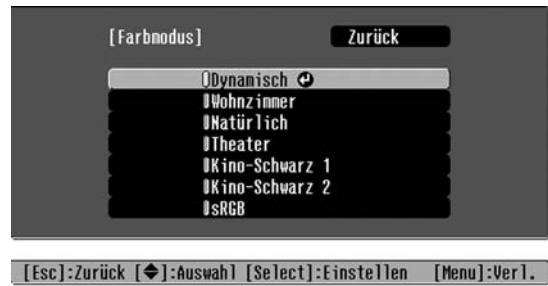 [Farbmodus] Zurück
Dynamisch
Wohnzimmer
Natürlich
Theater
Kino-Schwarz 1
Kino-Schwarz 2
sRGB
[Esc]:Zurück [◆]:Auswahl [Select]:Einstellen [Menu]:Verl.